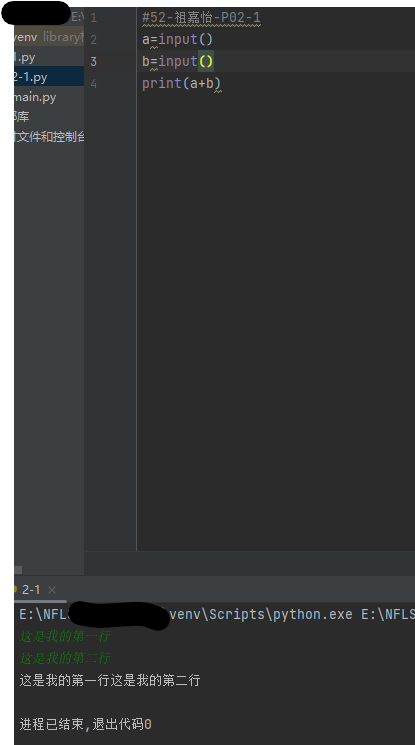 E:\
venv library
1.py
2-1.py
main.py
部库
时文件和控制台
1 #52-祖嘉怡-P02-1
2 a=input()
3 b=input()
4 print(a+b)
2-1 ×
E:\NFLS venv\Scripts\python.exe E:\NFLS
这是我的第一行
这是我的第二行
这是我的第一行这是我的第二行
进程已结束,退出代码0